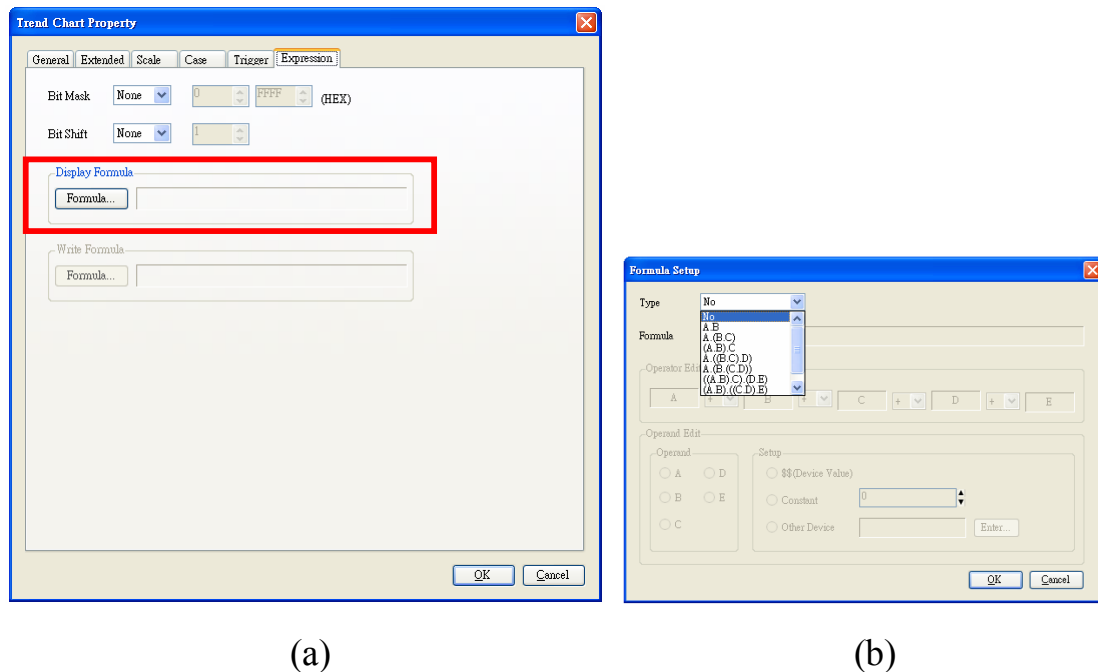 Trend Chart Property
General Extended Scale Case Trigger Expression
Bit Mask None 0 FFFF (HEX)
Bit Shift None 1
Display Formula
Formula...
Write Formula
Formula...
OK Cancel
(a)
Formula Setup
Type No
No
A.B
Formula A.(B.C)
(A.B).C
A.((B.C).D)
A.(B.(C.D))
Operator Edi ((A.B).C).(D.E)
(A.B).((C.D).E)
A + B + C + D + E
Operand Edit
Operand Setup
A D $$(Device Value)
B E Constant 0
C Other Device Enter...
OK Cancel
(b)